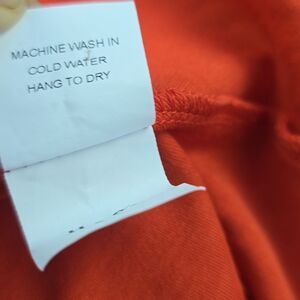 MACHINE WASH IN
COLD WATER
HANG TO DRY